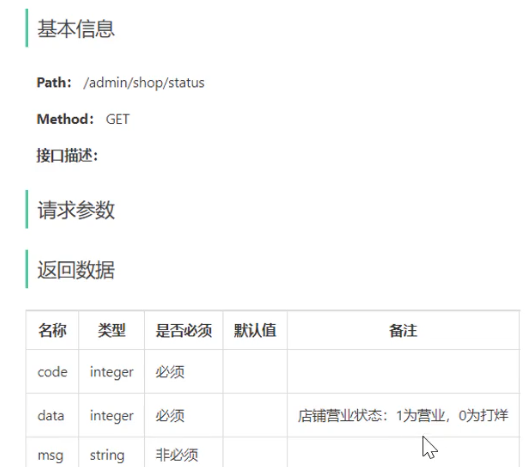 基本信息
Path： /admin/shop/status
Method： GET
接口描述：
请求参数
返回数据
名称 类型 是否必须 默认值 备注
code integer 必须
data integer 必须 店铺营业状态：1为营业，0为打烊
msg string 非必须